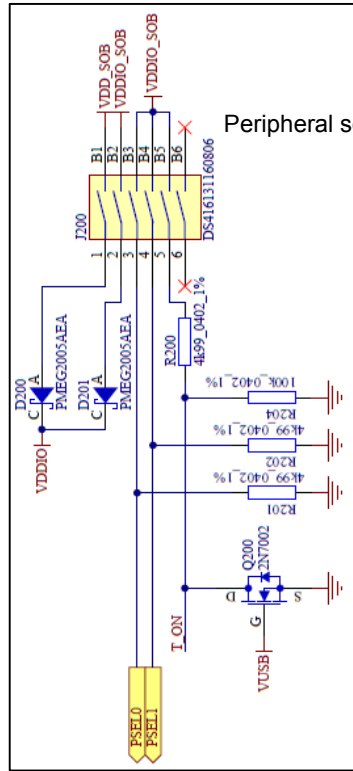 VDD_SOB
VDDIO_SOB
VDDIO_SOB
B1
B2
B3
B4
B5
B6
Peripheral s
J200
DS416131160806
1
2
3
4
5
6
D200
C
A
PMEG2005AEA
D201
C
A
PMEG2005AEA
VDDIO
R200
4k99_0402_1%
R204
100k_0402_1%
R202
4k99_0402_1%
R201
4k99_0402_1%
Q200
2N7002
D
S
G
T_ON
VUSB
PSEL0
PSEL1